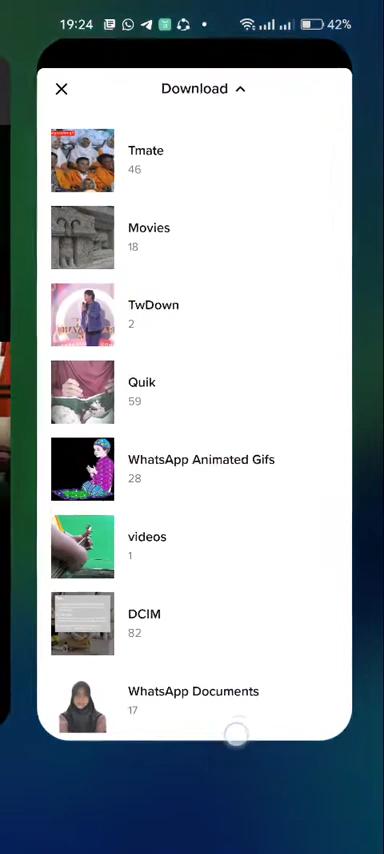 19:24
42%
Download
Tmate
46
Movies
18
TwDown
2
Quik
59
WhatsApp Animated Gifs
28
videos
1
DCIM
82
WhatsApp Documents
17